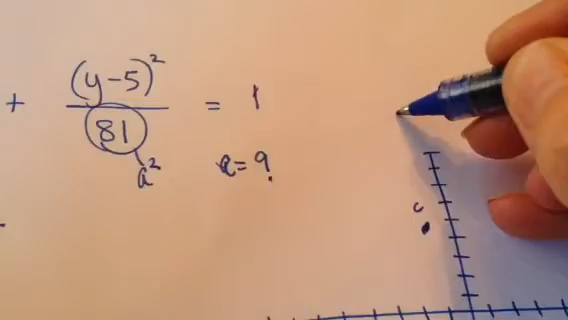 + (y-5)² / 81 = 1
a² a=9
c